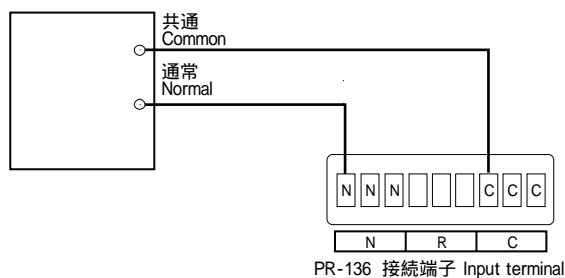 共通
Common
通常
Normal
N N N C C C
N R C
PR-136 接続端子 Input terminal